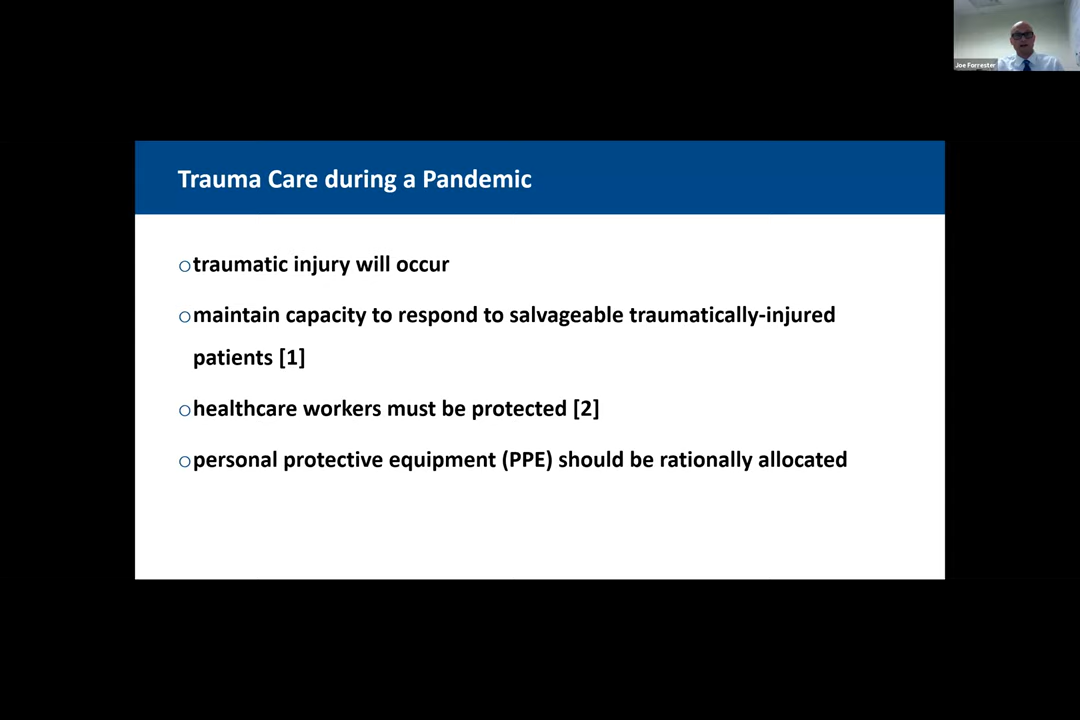 Joe Forrester
Trauma Care during a Pandemic
traumatic injury will occur
maintain capacity to respond to salvageable traumatically-injured
patients [1]
healthcare workers must be protected [2]
personal protective equipment (PPE) should be rationally allocated